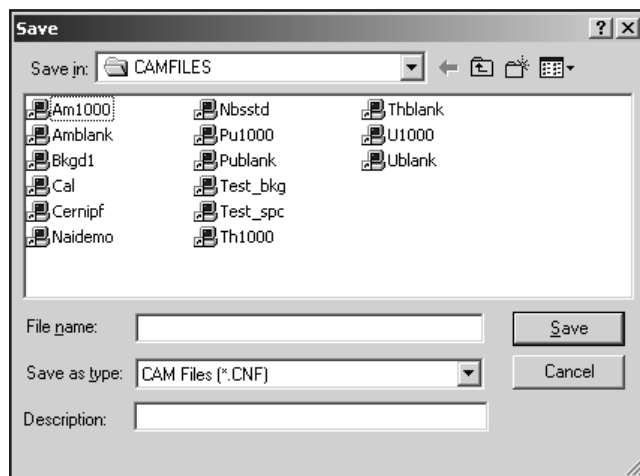 Save
Save in: CAMFILES
Am1000 Nbsstd Thblank
Amblank Pu1000 U1000
Bkgd1 Publank Ublank
Cal Test_bkg
Cernipf Test_spc
Naidemo Th1000
File name: Save
Save as type: CAM Files (*.CNF) Cancel
Description: